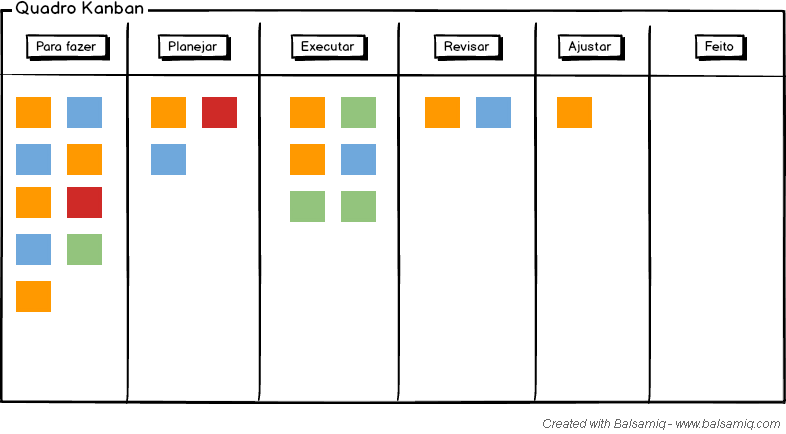 Quadro Kanban
Para fazer
Planejar
Executar
Revisar
Ajustar
Feito
Created with Balsamiq - www.balsamiq.com